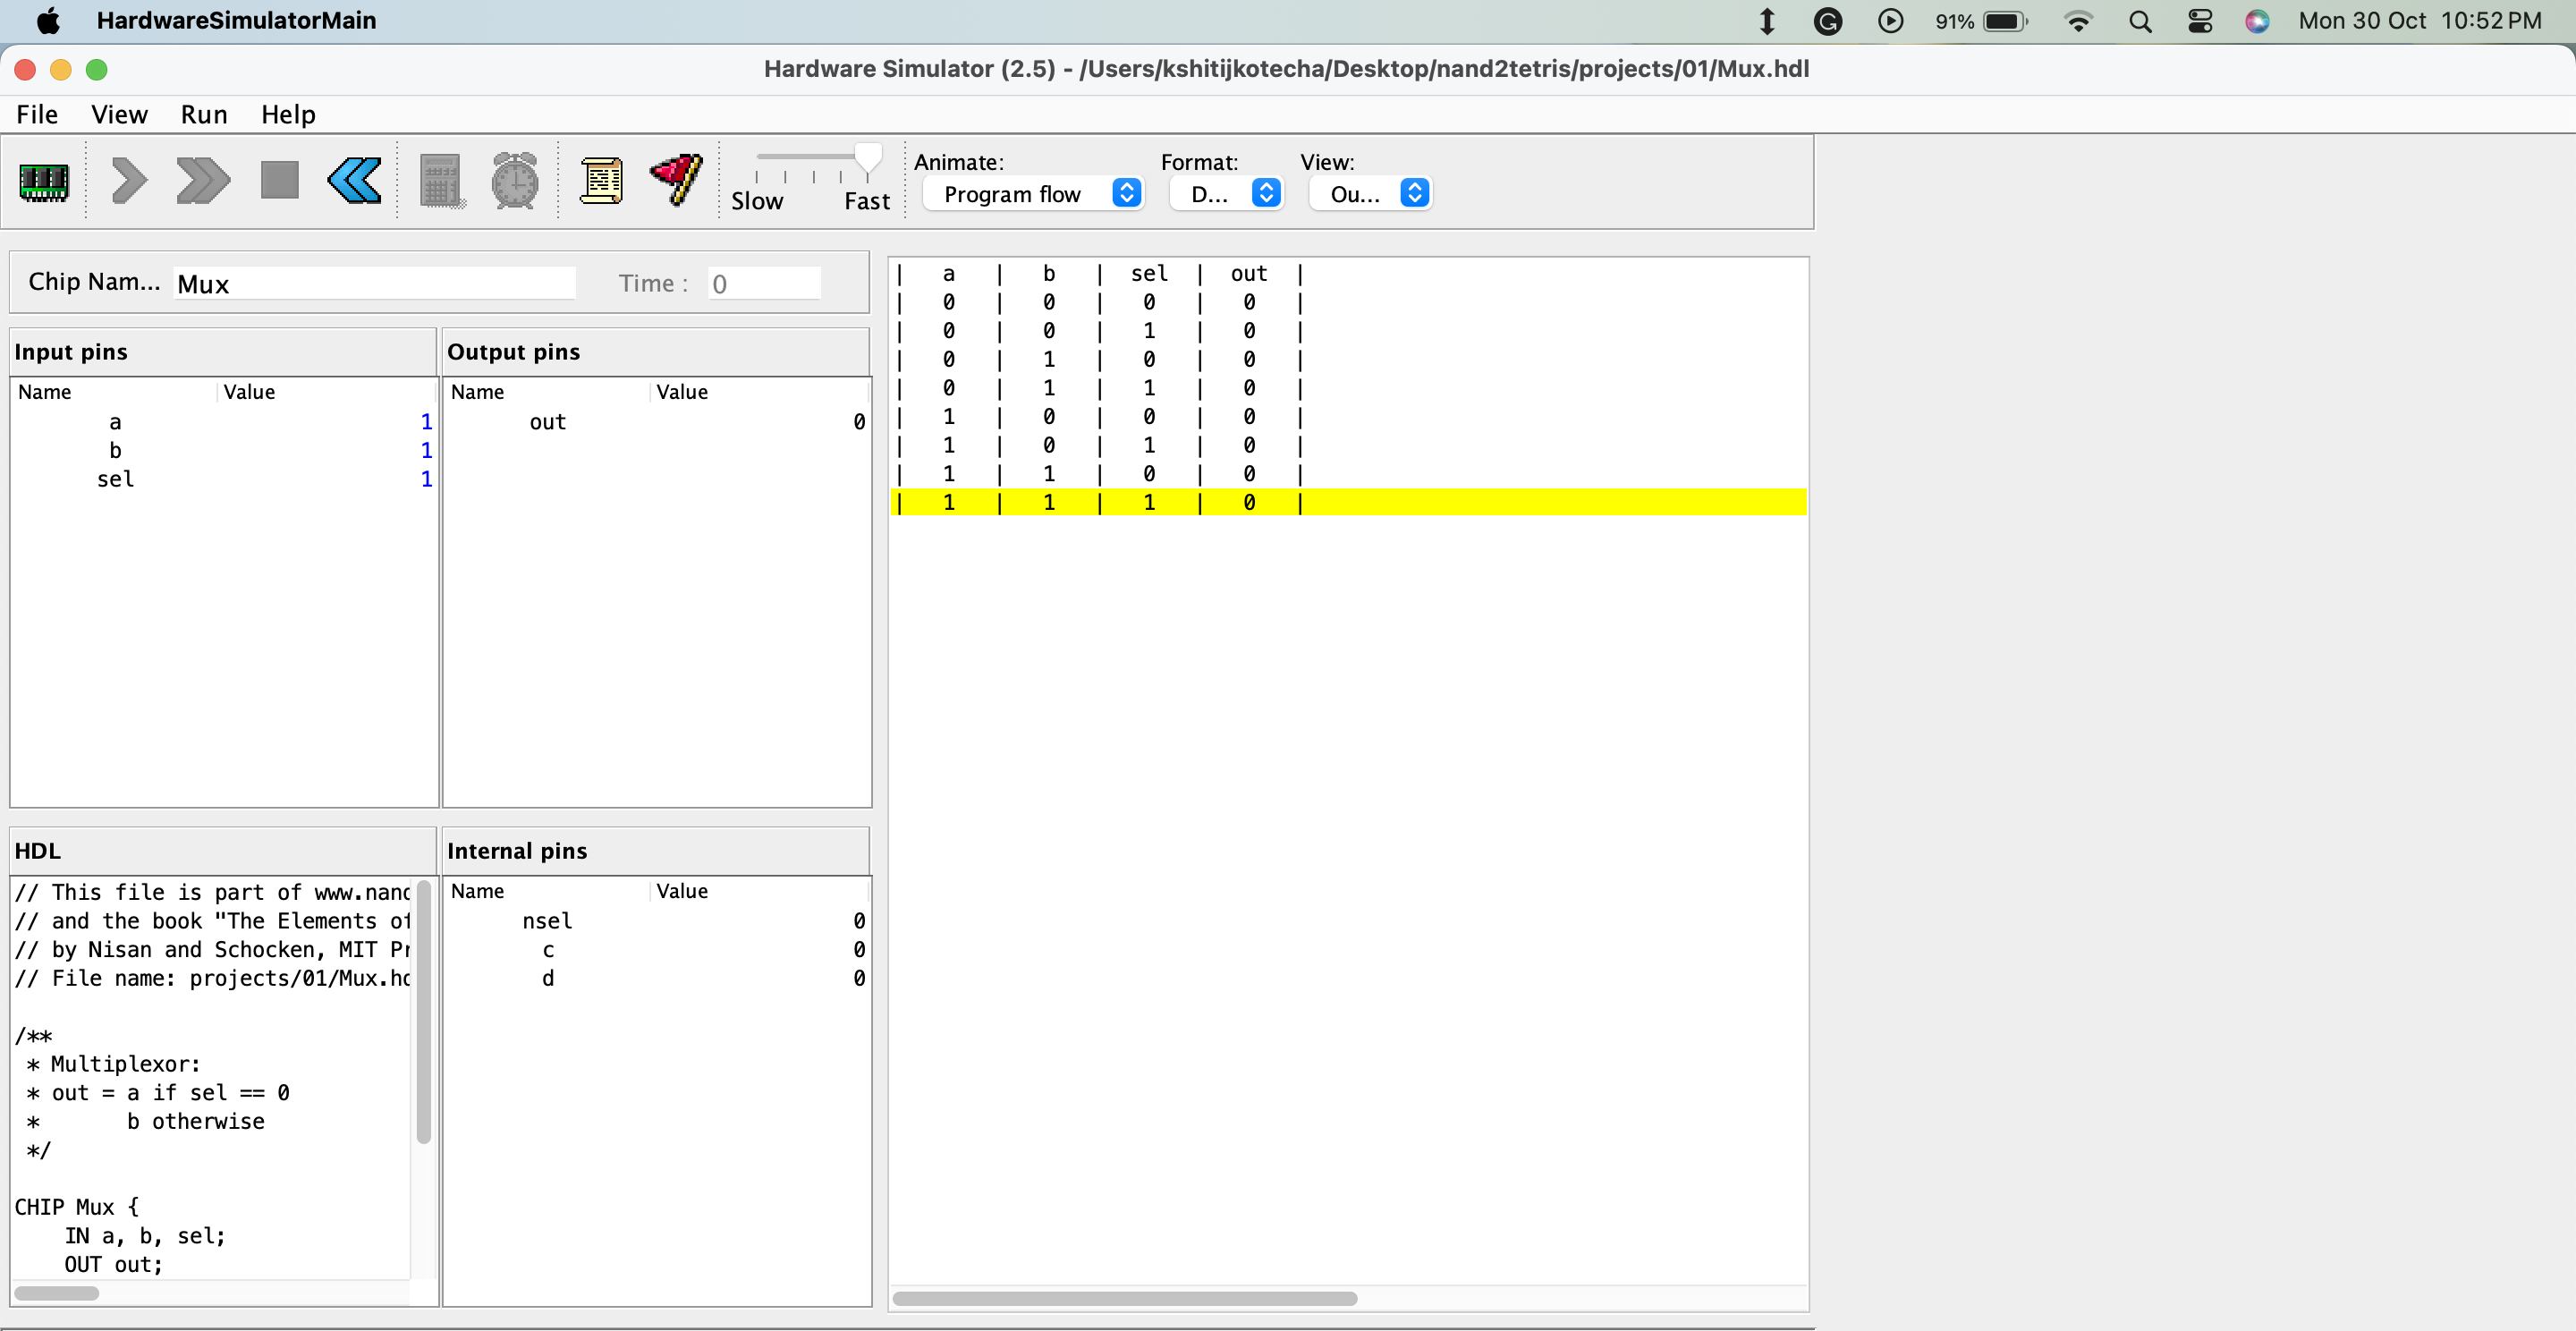 HardwareSimulatorMain 91% Mon 30 Oct 10:52 PM
Hardware Simulator (2.5) - /Users/kshitijkotecha/Desktop/nand2tetris/projects/01/Mux.hdl
File View Run Help
Slow Fast
Animate: Format: View:
Program flow D... Ou...
Chip Nam... Mux Time : 0
Input pins
Name Value
a 1
b 1
sel 1
Output pins
Name Value
out 0
HDL
// This file is part of www.nand
// and the book "The Elements of
// by Nisan and Schocken, MIT Pr
// File name: projects/01/Mux.hd
/**
* Multiplexor:
* out = a if sel == 0
* b otherwise
*/
CHIP Mux {
IN a, b, sel;
OUT out;
Internal pins
Name Value
nsel 0
c 0
d 0
| a | b | sel | out |
| 0 | 0 | 0 | 0 |
| 0 | 0 | 1 | 0 |
| 0 | 1 | 0 | 0 |
| 0 | 1 | 1 | 0 |
| 1 | 0 | 0 | 0 |
| 1 | 0 | 1 | 0 |
| 1 | 1 | 0 | 0 |
| 1 | 1 | 1 | 0 |